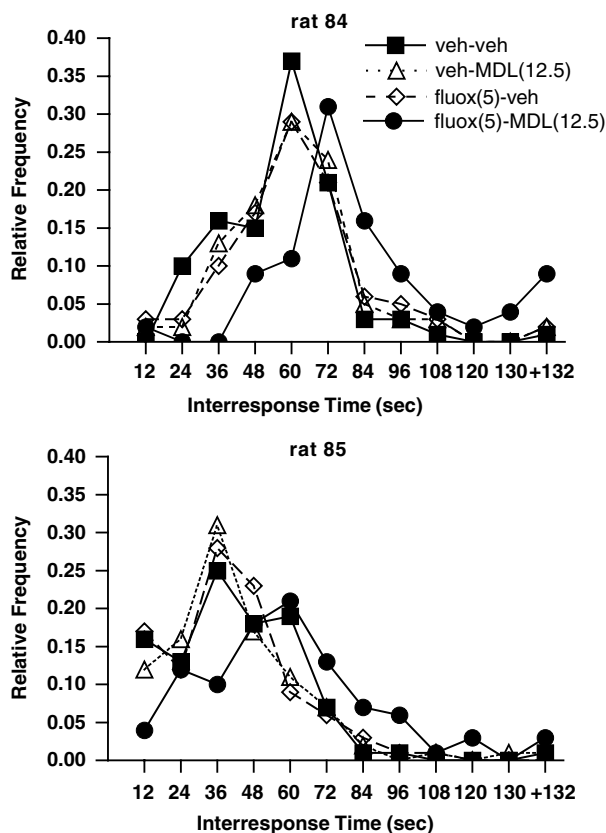 rat 84
veh-veh
veh-MDL(12.5)
fluox(5)-veh
fluox(5)-MDL(12.5)
Relative Frequency
0.40
0.35
0.30
0.25
0.20
0.15
0.10
0.05
0.00
12 24 36 48 60 72 84 96 108 120 130 +132
Interresponse Time (sec)
rat 85
Relative Frequency
0.40
0.35
0.30
0.25
0.20
0.15
0.10
0.05
0.00
12 24 36 48 60 72 84 96 108 120 130 +132
Interresponse Time (sec)